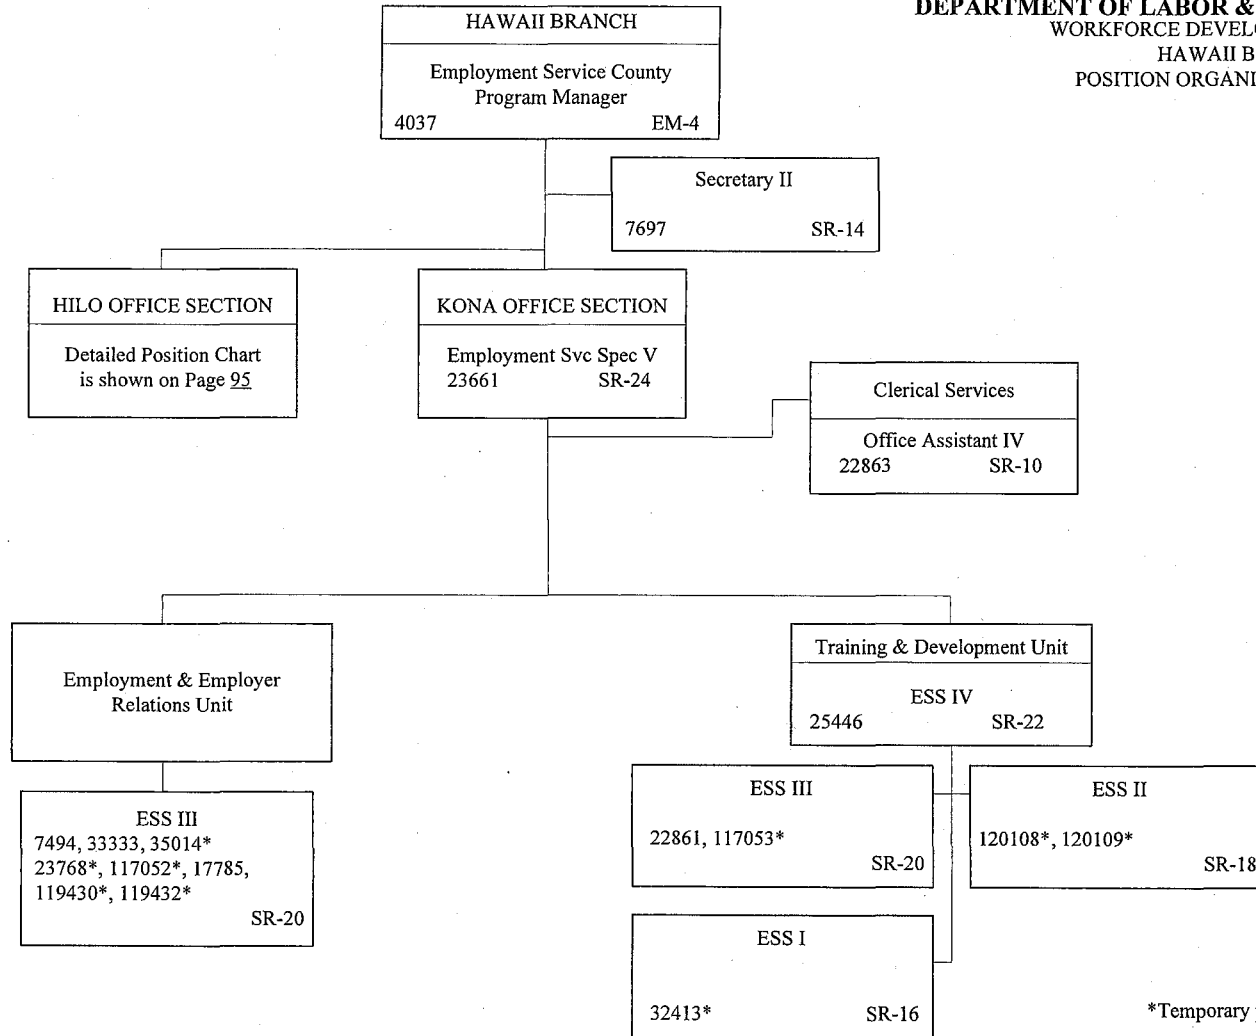 DEPARTMENT OF LABOR &
WORKFORCE
HAWAII
POSITION
HAWAII BRANCH
Employment Service County
Program Manager
4037 EM-4
Secretary II
7697 SR-14
HILO OFFICE SECTION
Detailed Position Chart
is shown on Page 95
KONA OFFICE SECTION
Employment Svc Spec V
23661 SR-24
Clerical Services
Office Assistant IV
22863 SR-10
Employment & Employer
Relations Unit
ESS III
7494, 33333, 35014*
23768*, 117052*, 17785,
119430*, 119432*
SR-20
Training & Development Unit
ESS IV
25446 SR-22
ESS III
22861, 117053*
SR-20
ESS II
120108*, 120109*
SR-18
ESS I
32413* SR-16
*Temporary